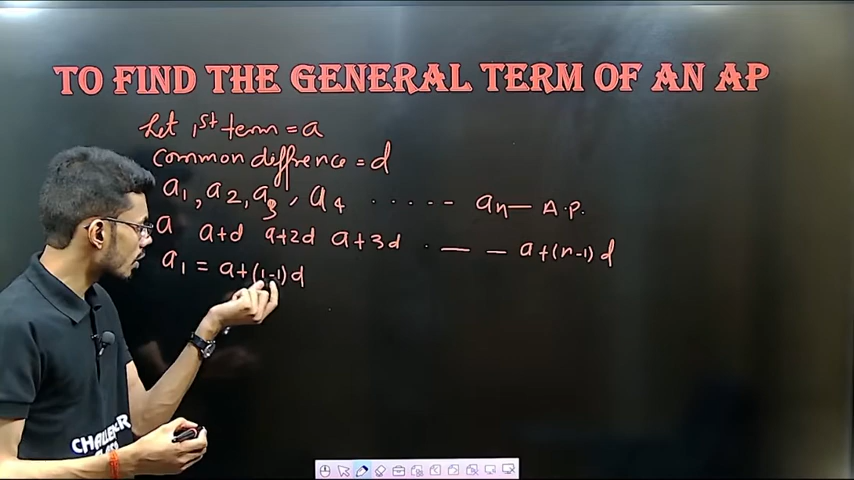 TO FIND THE GENERAL TERM OF AN AP
Let 1st term = a
Common diffrence = d
a1, a2, a3, a4 ...... an — A.P.
a a+d a+2d a+3d . — — a+(n-1)d
a1 = a+(1-1)d
CHALLENGER